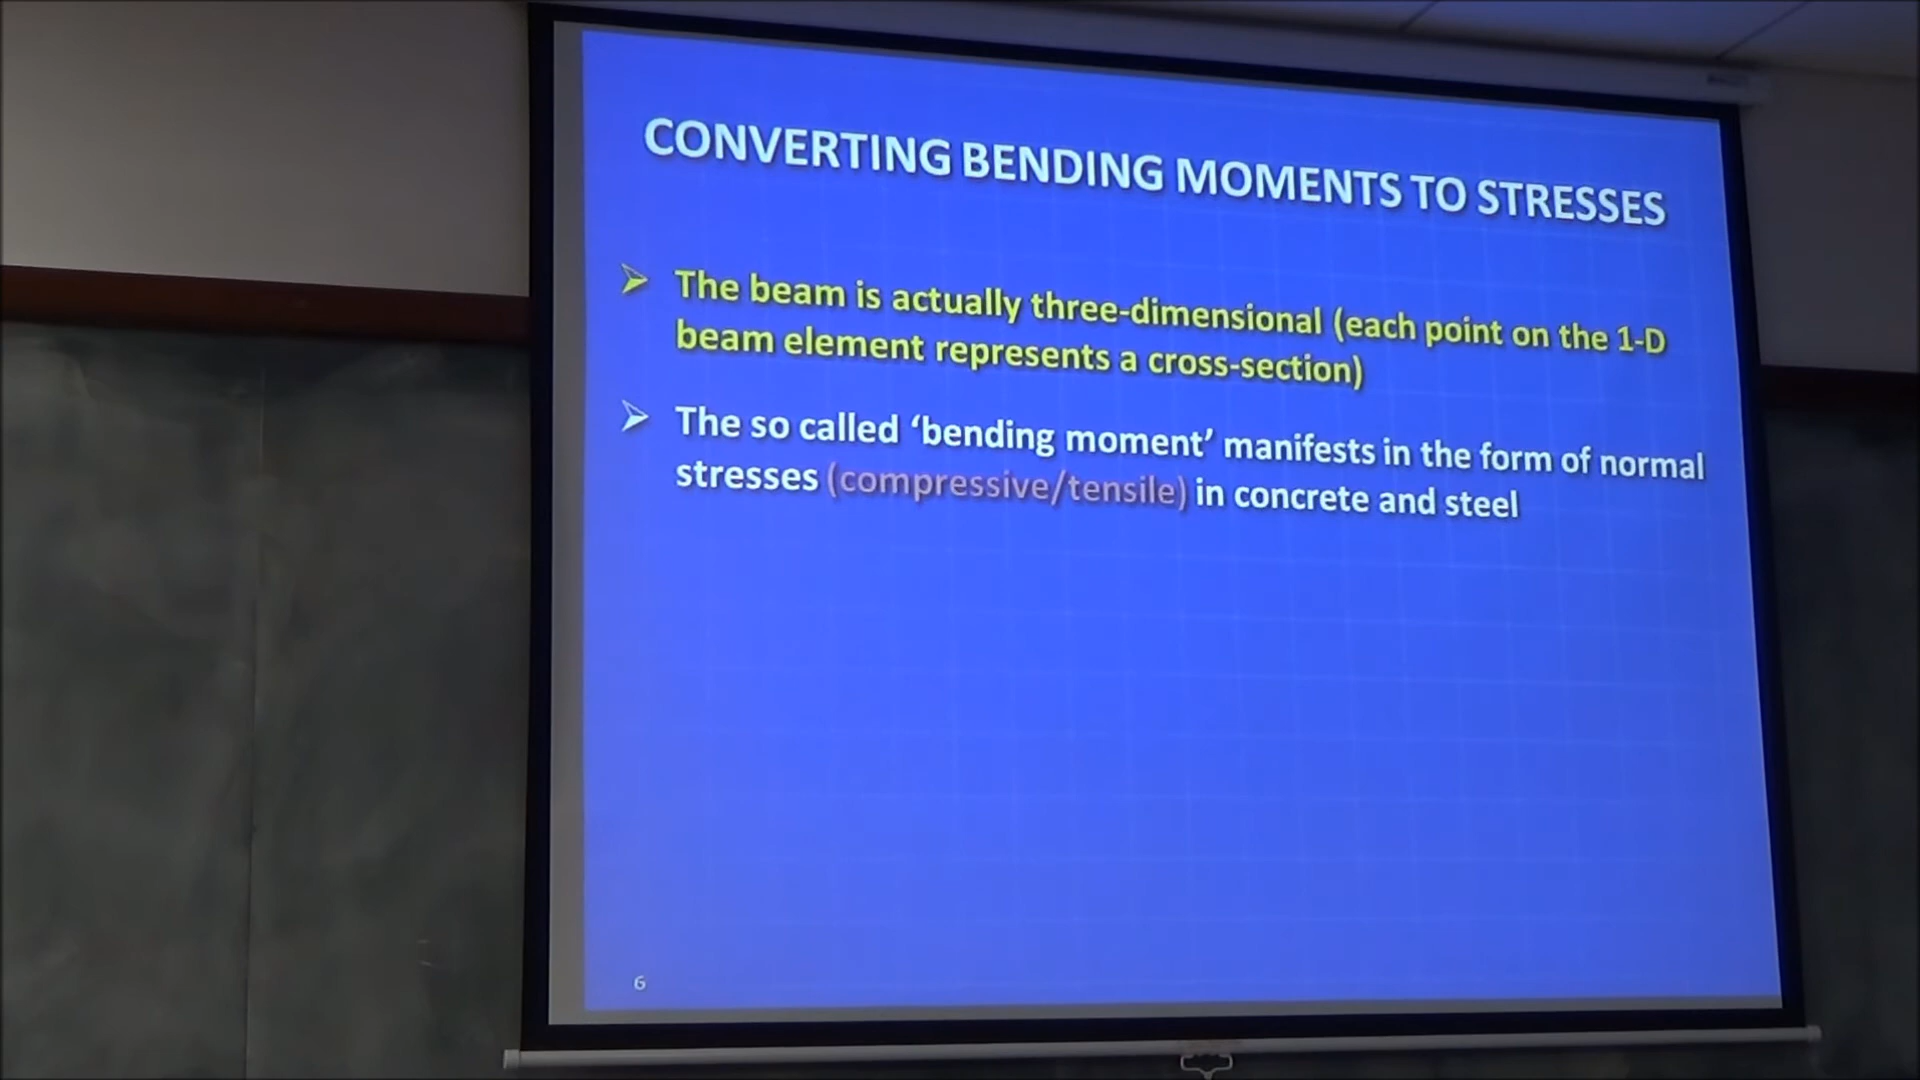 CONVERTING BENDING MOMENTS TO STRESSES
The beam is actually three-dimensional (each point on the 1-D
beam element represents a cross-section)
The so called ‘bending moment’ manifests in the form of normal
stresses (compressive/tensile) in concrete and steel
6